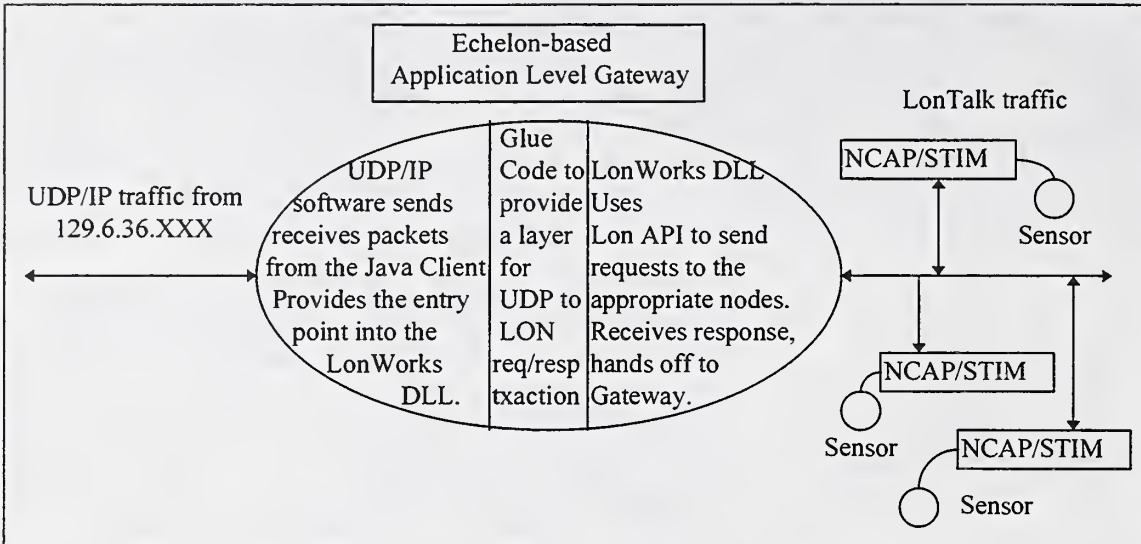 Echelon-based
Application Level Gateway
UDP/IP traffic from
129.6.36.XXX
UDP/IP
software sends
receives packets
from the Java Client
Provides the entry
point into the
LonWorks
DLL.
Glue
Code to
provide
a layer
for
UDP to
LON
req/resp
txaction
LonWorks DLL
Uses
Lon API to send
requests to the
appropriate nodes.
Receives response,
hands off to
Gateway.
LonTalk traffic
NCAP/STIM
Sensor
NCAP/STIM
Sensor
NCAP/STIM
Sensor